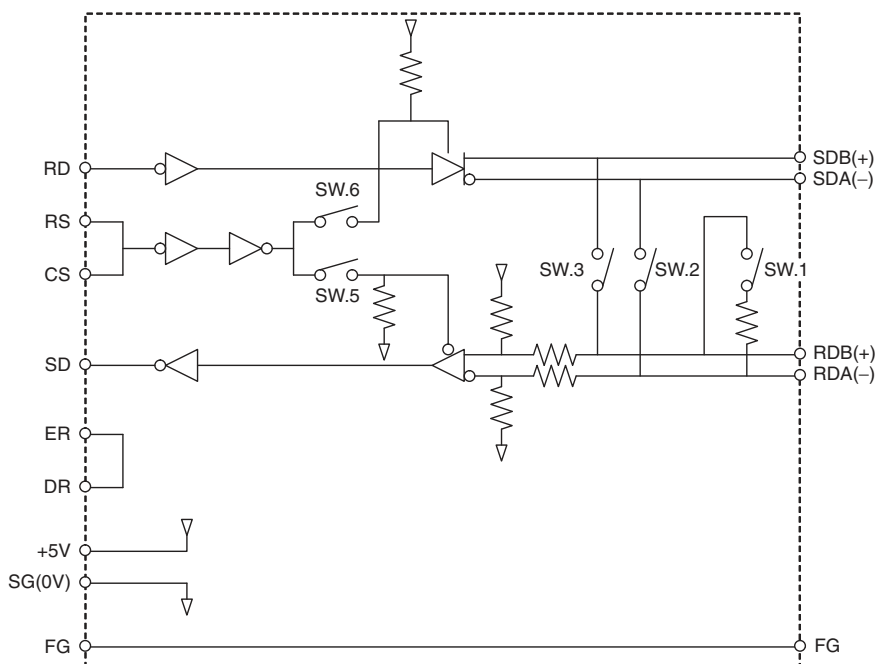 RD
RS
CS
SD
ER
DR
+5V
SG(0V)
FG
SW.6
SW.5
SW.3
SW.2
SW.1
SDB(+)
SDA(−)
RDB(+)
RDA(−)
FG